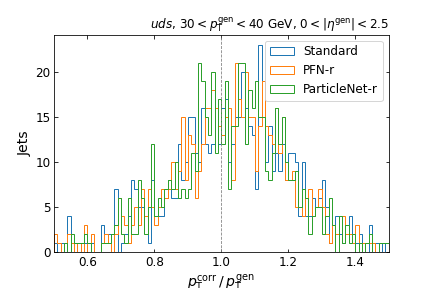 uds, 30 < p_T^gen < 40 GeV, 0 < |η^gen| < 2.5
Standard
PFN-r
ParticleNet-r
Jets
20
15
10
5
0
0.6 0.8 1.0 1.2 1.4
p_T^corr / p_T^gen